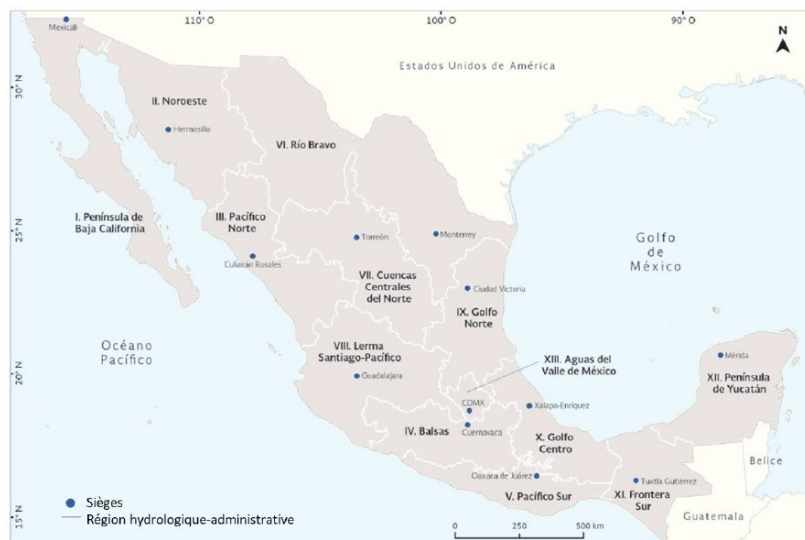 110° O
100° O
90° O
N
Mexicali
Estados Unidos de América
30° N
II. Noroeste
Hermosillo
VI. Río Bravo
I. Península de
Baja California
III. Pacífico
Norte
25° N
Torreón
Monterrey
Golfo
de
México
Culiacán Rosales
VII. Cuencas
Centrales
del Norte
Ciudad Victoria
IX. Golfo
Norte
Océano
Pacífico
VIII. Lerma
Santiago-Pacífico
XIII. Aguas del
Valle de México
Mérida
20° N
Guadalajara
XII. Península
de Yucatán
CDMX
Xalapa-Enríquez
IV. Balsas
Cuernavaca
X. Golfo
Centro
Belice
Oaxaca de Juárez
Tuxtla Gutiérrez
V. Pacífico Sur
XI. Frontera
Sur
Guatemala
15° N
Sièges
Région hydrologique-administrative
0 250 500 km